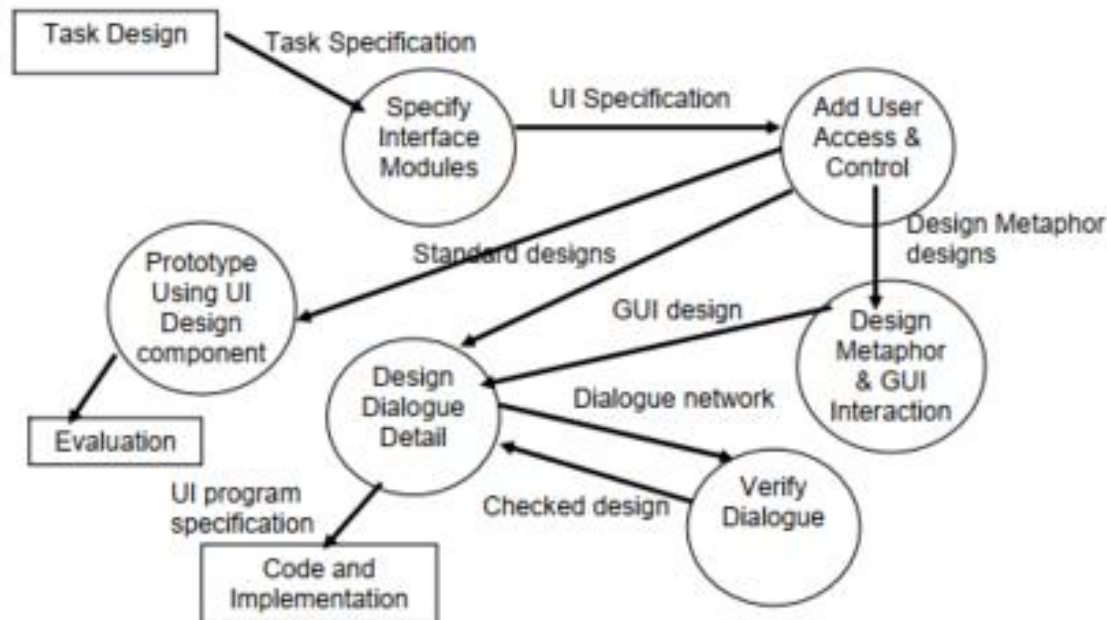 Task Design
Task Specification
Specify
Interface
Modules
UI Specification
Add User
Access &
Control
Design Metaphor
designs
Standard designs
Prototype
Using UI
Design
component
GUI design
Design
Metaphor
& GUI
Interaction
Design
Dialogue
Detail
Dialogue network
Evaluation
Verify
Dialogue
Checked design
UI program
specification
Code and
Implementation